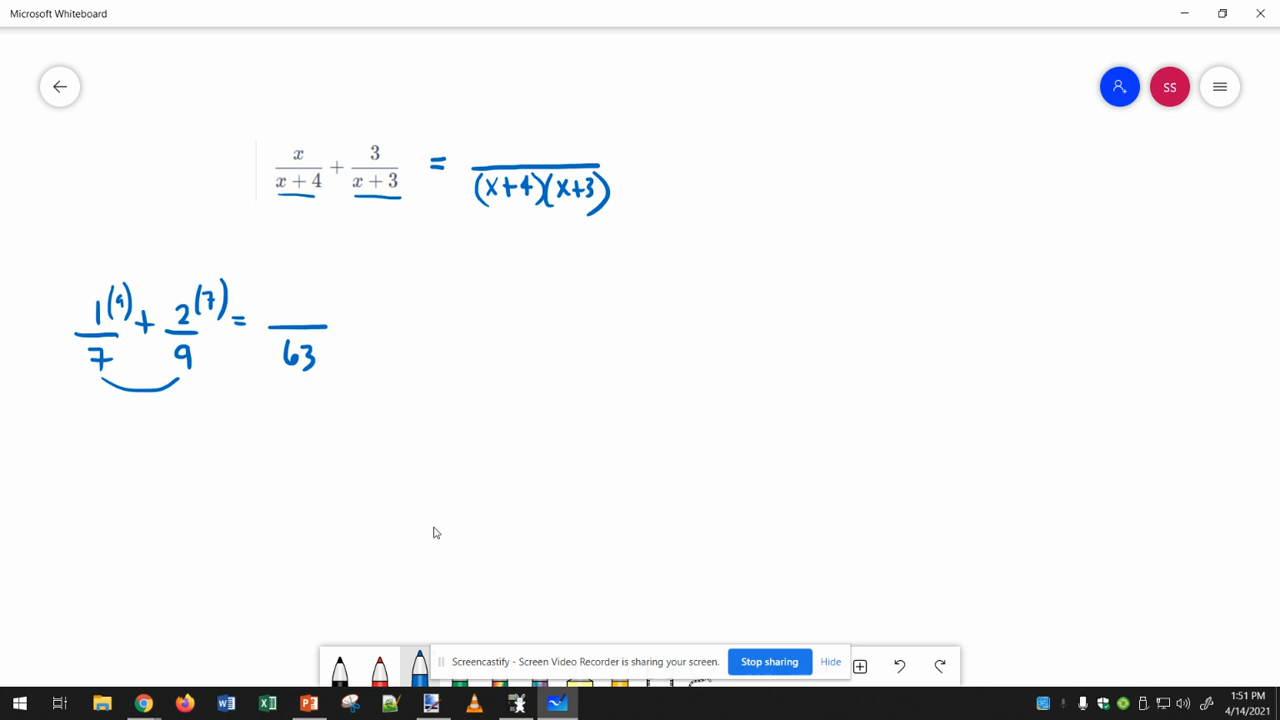 Microsoft Whiteboard
SS
x/(x + 4) + 3/(x + 3) = /(x+4)(x+3)
1(9)/7 + 2(7)/9 = /63
Screencastify - Screen Video Recorder is sharing your screen. Stop sharing Hide
1:51 PM
4/14/2021